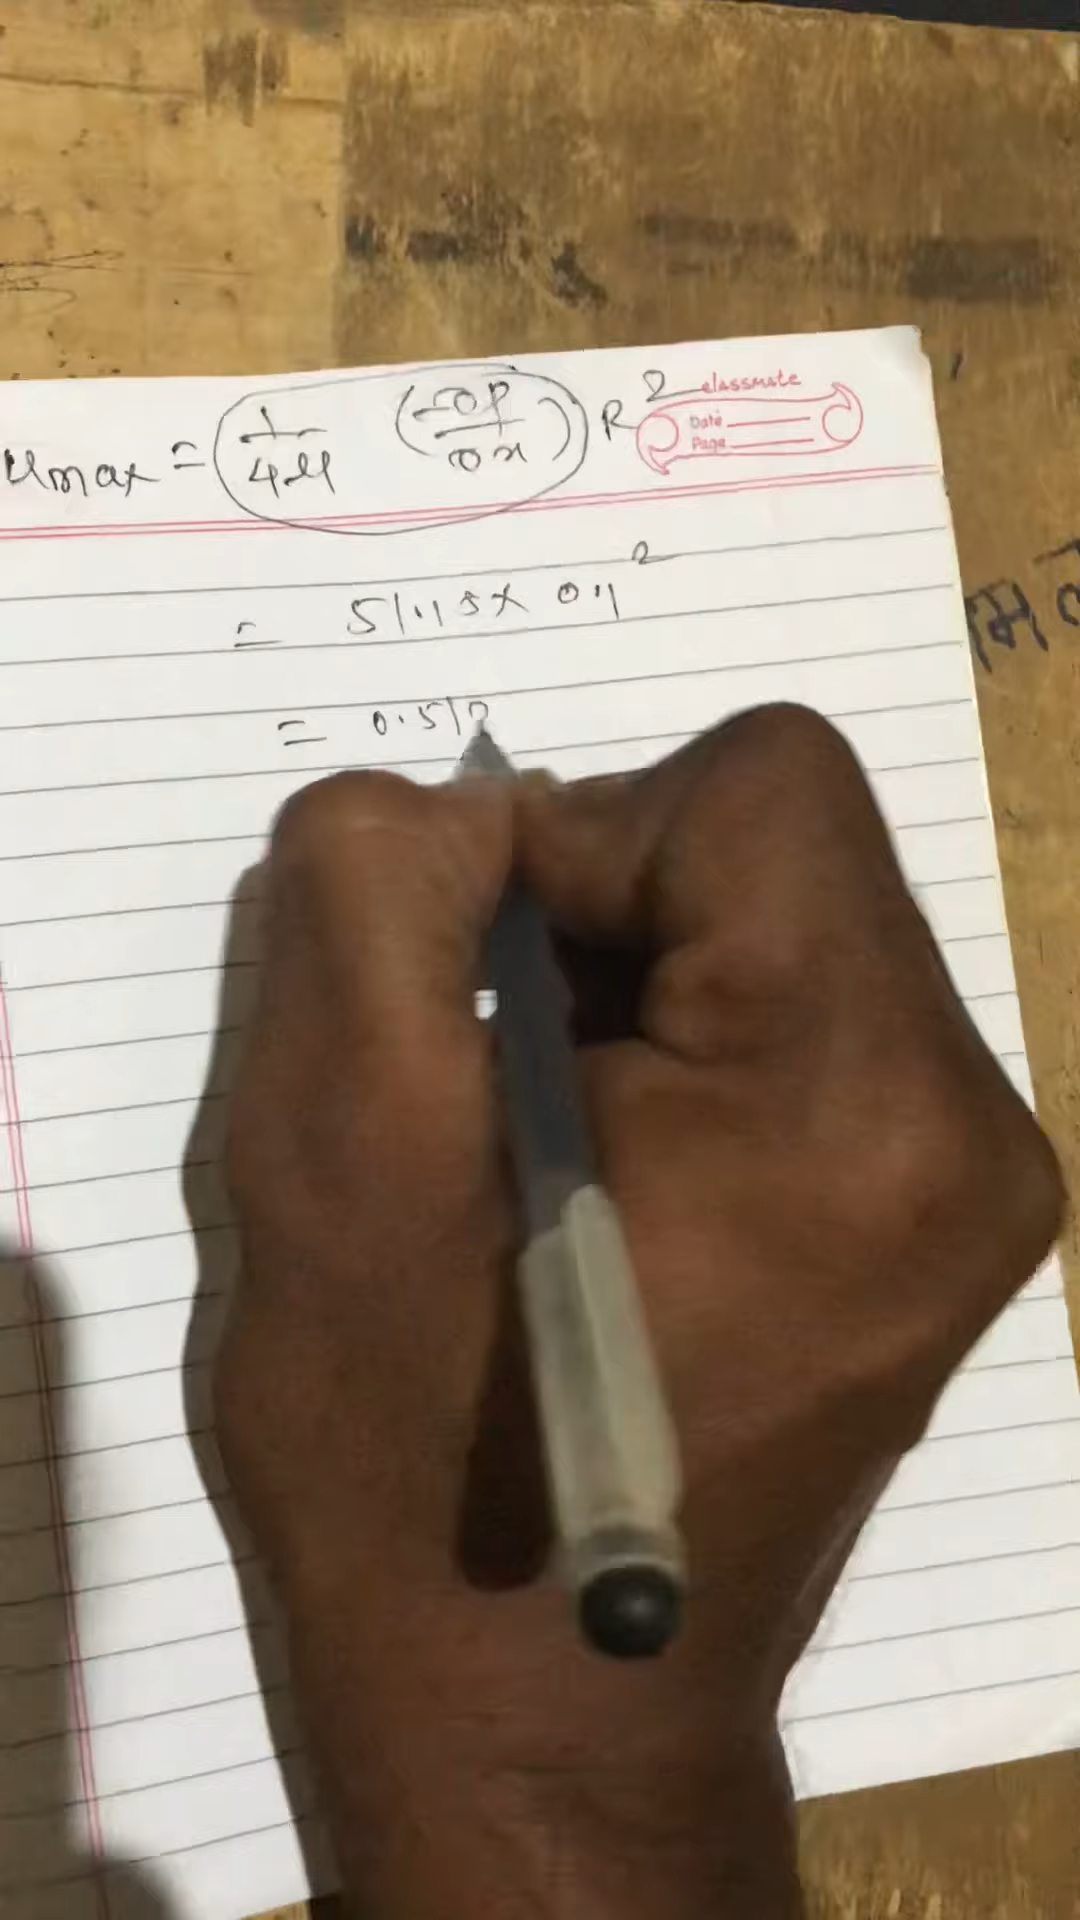 umax = (1/4μ (-∂p/∂x)) R²
classmate
Date
Page
= 51.15 × 0.1²
= 0.51